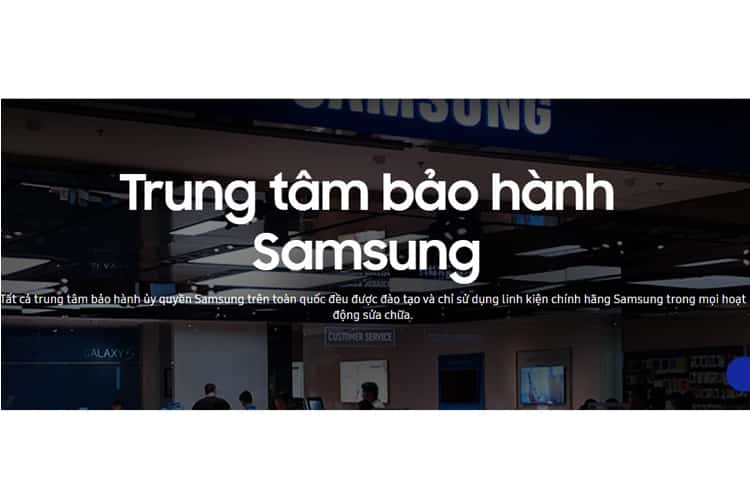 SAMSUNG
Trung tâm bảo hành
Samsung
Tất cả trung tâm bảo hành ủy quyền Samsung trên toàn quốc đều được đào tạo và chỉ sử dụng linh kiện chính hãng Samsung trong mọi hoạt
động sửa chữa.
CUSTOMER SERVICE
GALAXY S